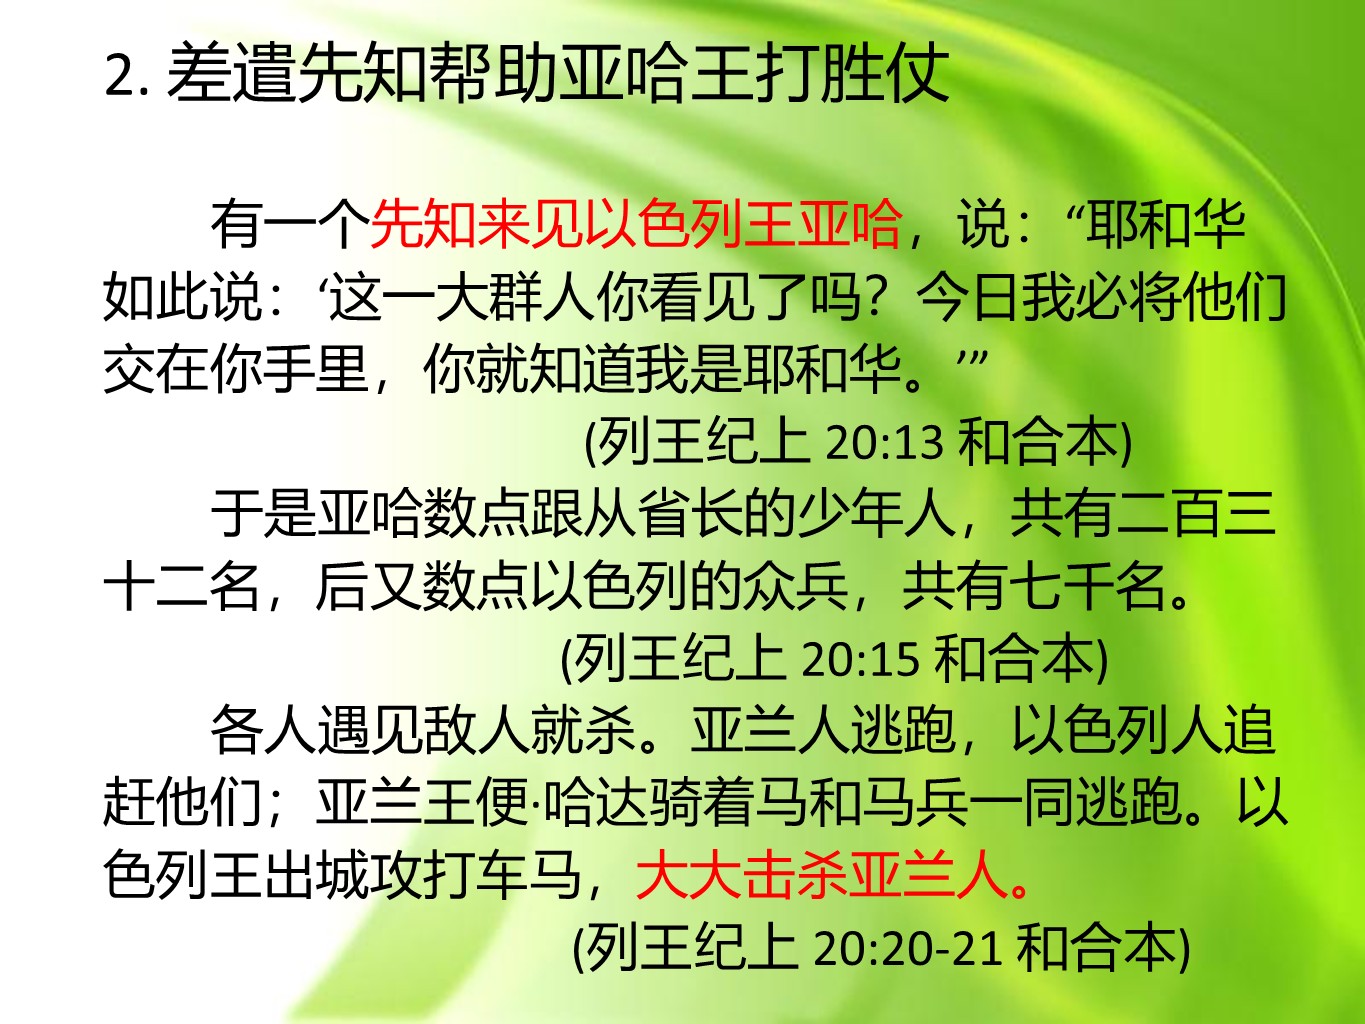 2. 差遣先知帮助亚哈王打胜仗
有一个先知来见以色列王亚哈，说：“耶和华
如此说：‘这一大群人你看见了吗？今日我必将他们
交在你手里，你就知道我是耶和华。’”
(列王纪上 20:13 和合本)
于是亚哈数点跟从省长的少年人，共有二百三
十二名，后又数点以色列的众兵，共有七千名。
(列王纪上 20:15 和合本)
各人遇见敌人就杀。亚兰人逃跑，以色列人追
赶他们；亚兰王便·哈达骑着马和马兵一同逃跑。以
色列王出城攻打车马，大大击杀亚兰人。
(列王纪上 20:20-21 和合本)